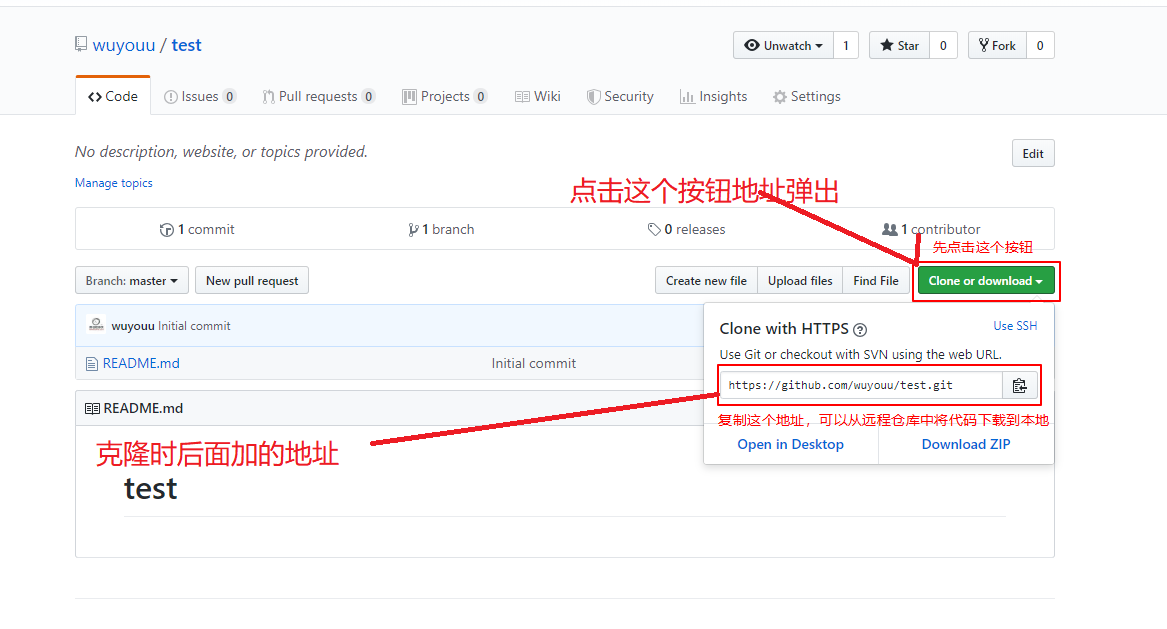 wuyouu / test
Unwatch 1 Star 0 Fork 0
Code Issues 0 Pull requests 0 Projects 0 Wiki Security Insights Settings
No description, website, or topics provided.
Edit
Manage topics
点击这个按钮地址弹出
1 commit 1 branch 0 releases 1 contributor
先点击这个按钮
Branch: master New pull request Create new file Upload files Find File Clone or download
wuyouu Initial commit
Clone with HTTPS ? Use SSH
Use Git or checkout with SVN using the web URL.
README.md Initial commit
https://github.com/wuyouu/test.git
README.md
复制这个地址，可以从远程仓库中将代码下载到本地
Open in Desktop Download ZIP
克隆时后面加的地址
test